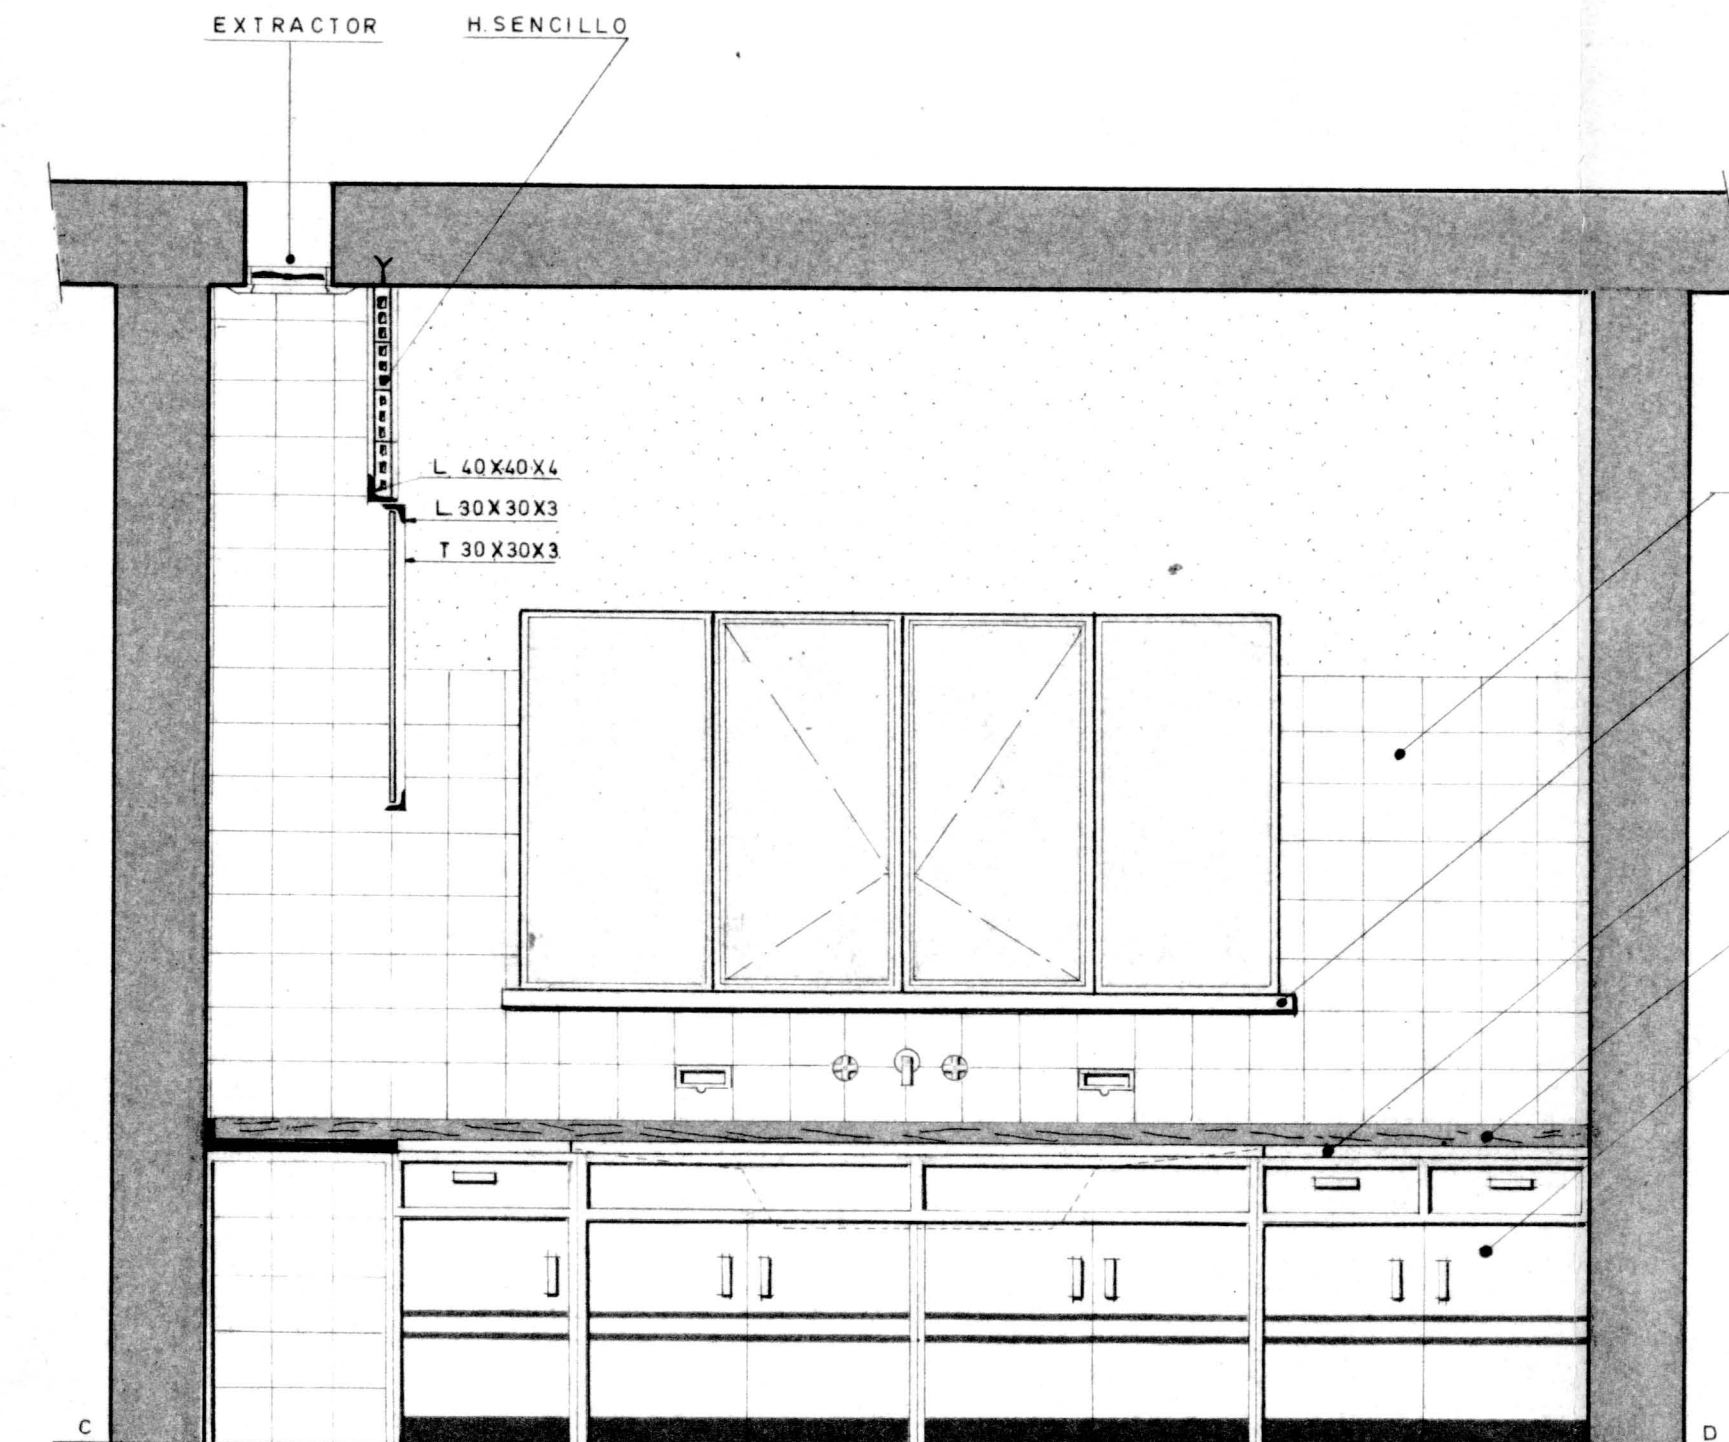 EXTRACTOR
H. SENCILLO
L 40X40X4
L 30X30X3
T 30X30X3
C
D